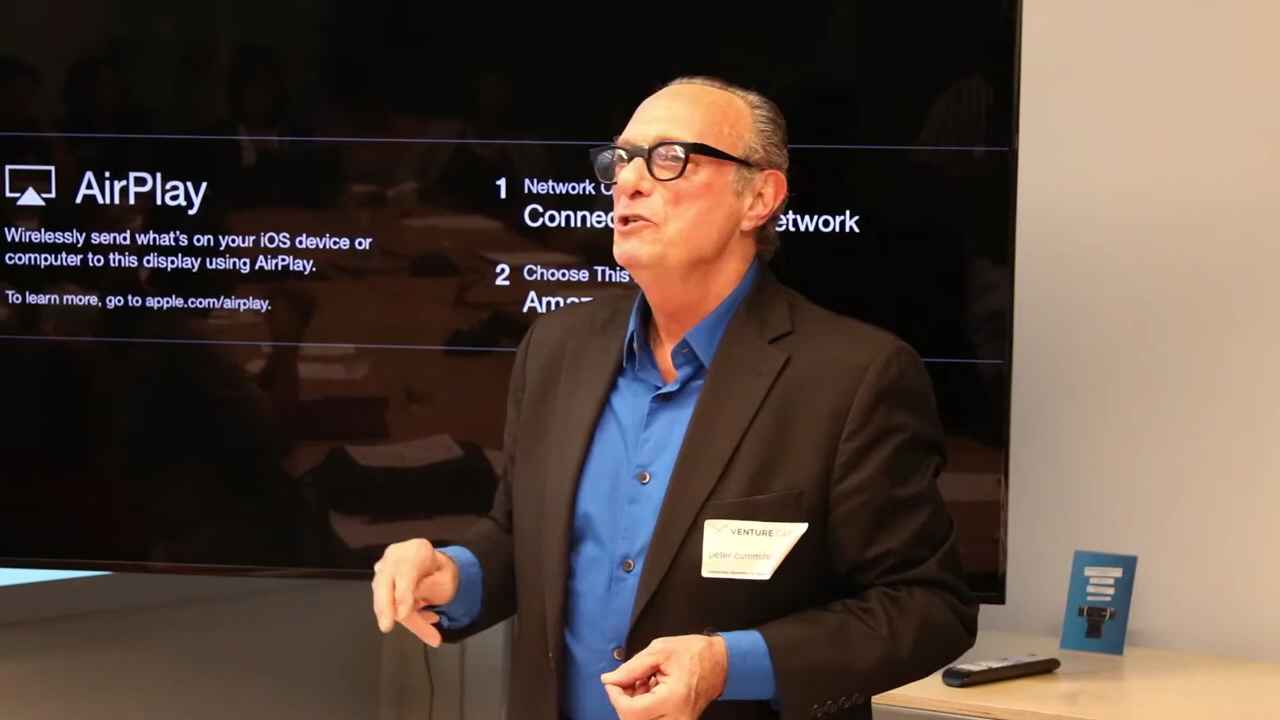 AirPlay
Wirelessly send what's on your iOS device or
computer to this display using AirPlay.
To learn more, go to apple.com/airplay.
1 Network
Connec etwork
2 Choose This
VENTURE
peter cummin